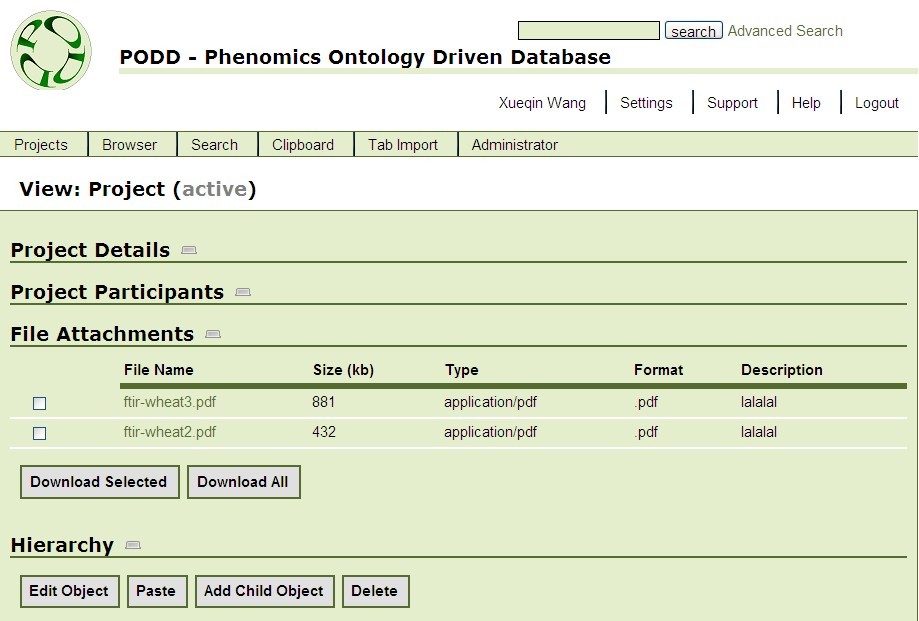 search Advanced Search
PODD - Phenomics Ontology Driven Database
Xueqin Wang Settings Support Help Logout
Projects Browser Search Clipboard Tab Import Administrator
View: Project (active)
Project Details
Project Participants
File Attachments
File Name Size (kb) Type Format Description
ftir-wheat3.pdf 881 application/pdf .pdf lalalal
ftir-wheat2.pdf 432 application/pdf .pdf lalalal
Download Selected Download All
Hierarchy
Edit Object Paste Add Child Object Delete